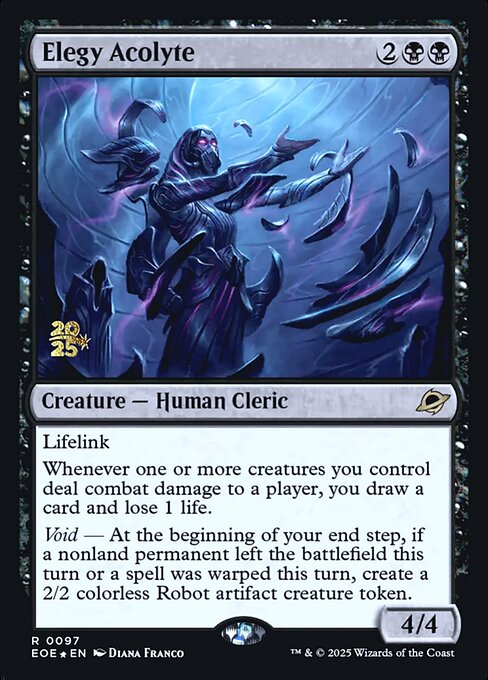 Elegy Acolyte 2
20
25
Creature — Human Cleric
Lifelink
Whenever one or more creatures you control
deal combat damage to a player, you draw a
card and lose 1 life.
Void — At the beginning of your end step, if
a nonland permanent left the battlefield this
turn or a spell was warped this turn, create a
2/2 colorless Robot artifact creature token.
4/4
R 0097
EOE★EN Diana Franco
™ & © 2025 Wizards of the Coast